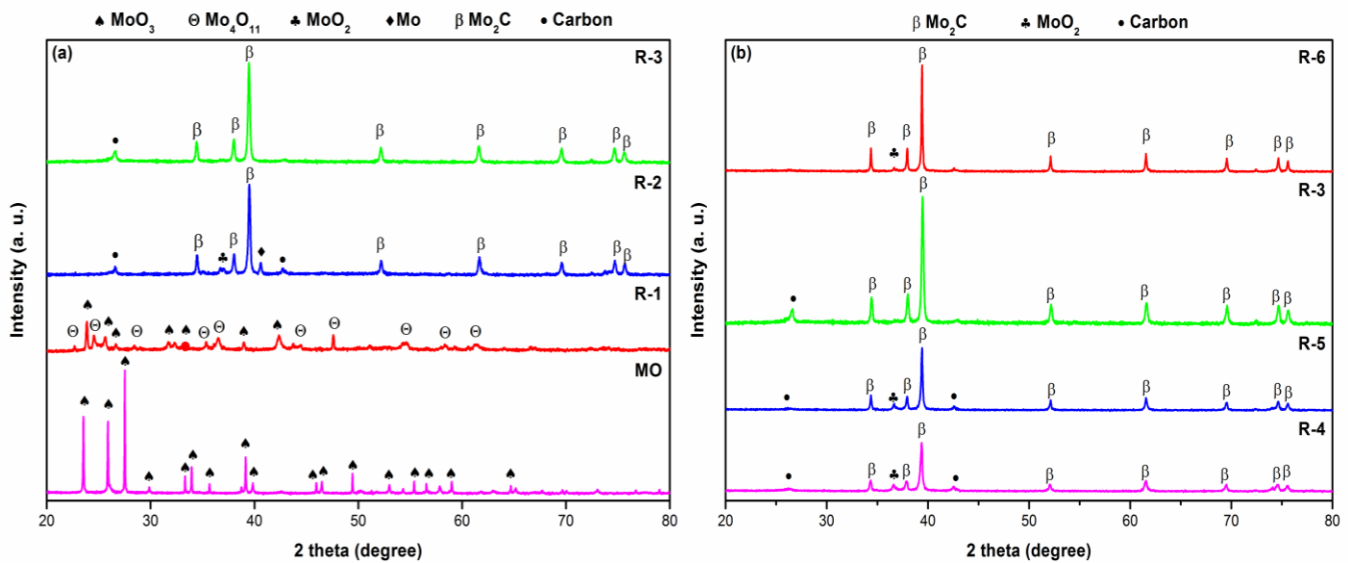 ♠ MoO₃ Θ Mo₄O₁₁ ♣ MoO₂ ♦ Mo β Mo₂C • Carbon
(a)
Intensity (a. u.)
R-3
• β β β β β β β β
R-2
• β ♣ β β ♦ • β β β β β
R-1
Θ ♠ Θ ♠ ♠ Θ ♠ ♠ Θ Θ ♠ ♠ Θ Θ Θ Θ Θ
MO
♠ ♠ ♠ ♠ ♠ ♠ ♠ ♠ ♠ ♠ ♠ ♠ ♠ ♠ ♠ ♠ ♠
20 30 40 50 60 70 80
2 theta (degree)
β Mo₂C ♣ MoO₂ • Carbon
(b)
Intensity (a. u.)
R-6
β ♣ β β β β β β β
R-3
• β β β β β β β β
R-5
• β ♣ β β • β β β β β
R-4
• β ♣ β β • β β β β β
20 30 40 50 60 70 80
2 theta (degree)